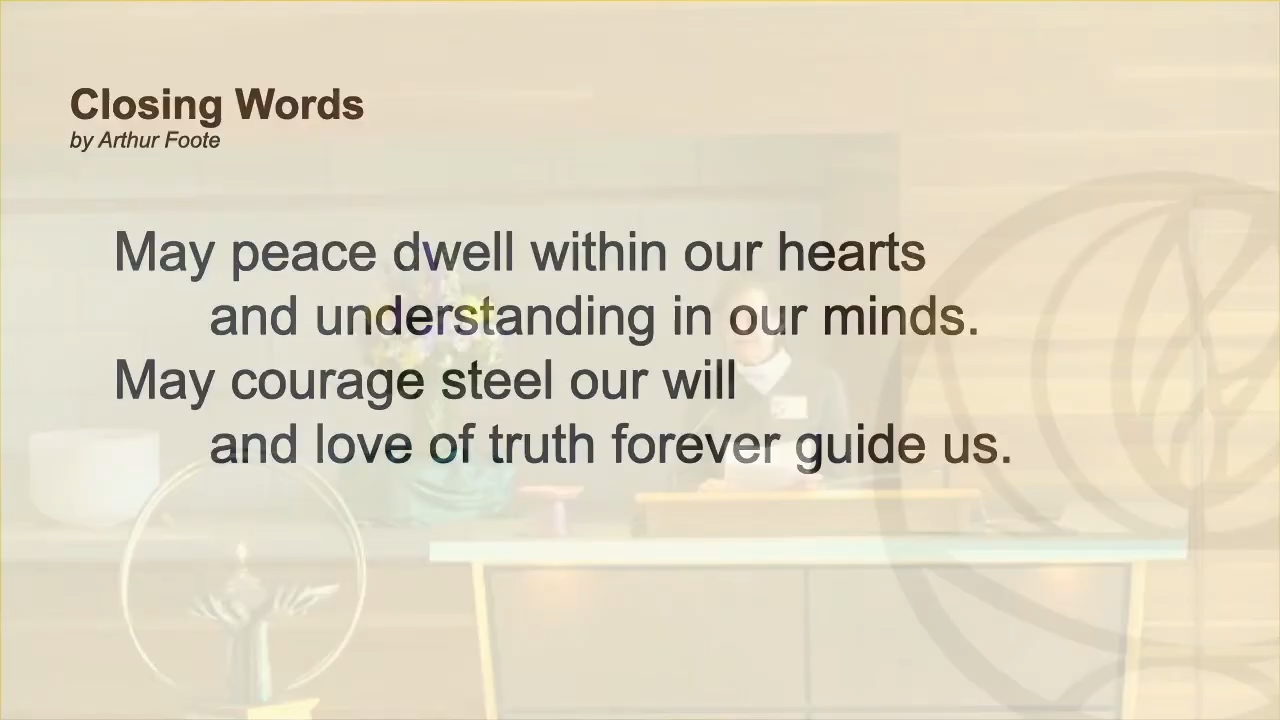 Closing Words
by Arthur Foote
May peace dwell within our hearts
and understanding in our minds.
May courage steel our will
and love of truth forever guide us.